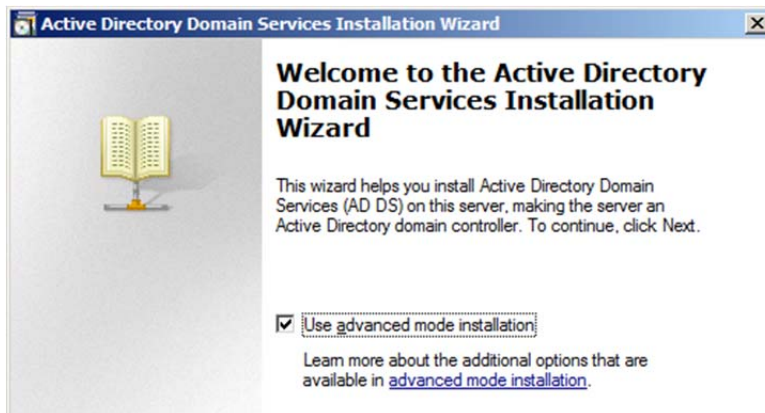 Active Directory Domain Services Installation Wizard
Welcome to the Active Directory
Domain Services Installation
Wizard
This wizard helps you install Active Directory Domain
Services (AD DS) on this server, making the server an
Active Directory domain controller. To continue, click Next.
Use advanced mode installation
Learn more about the additional options that are
available in advanced mode installation.